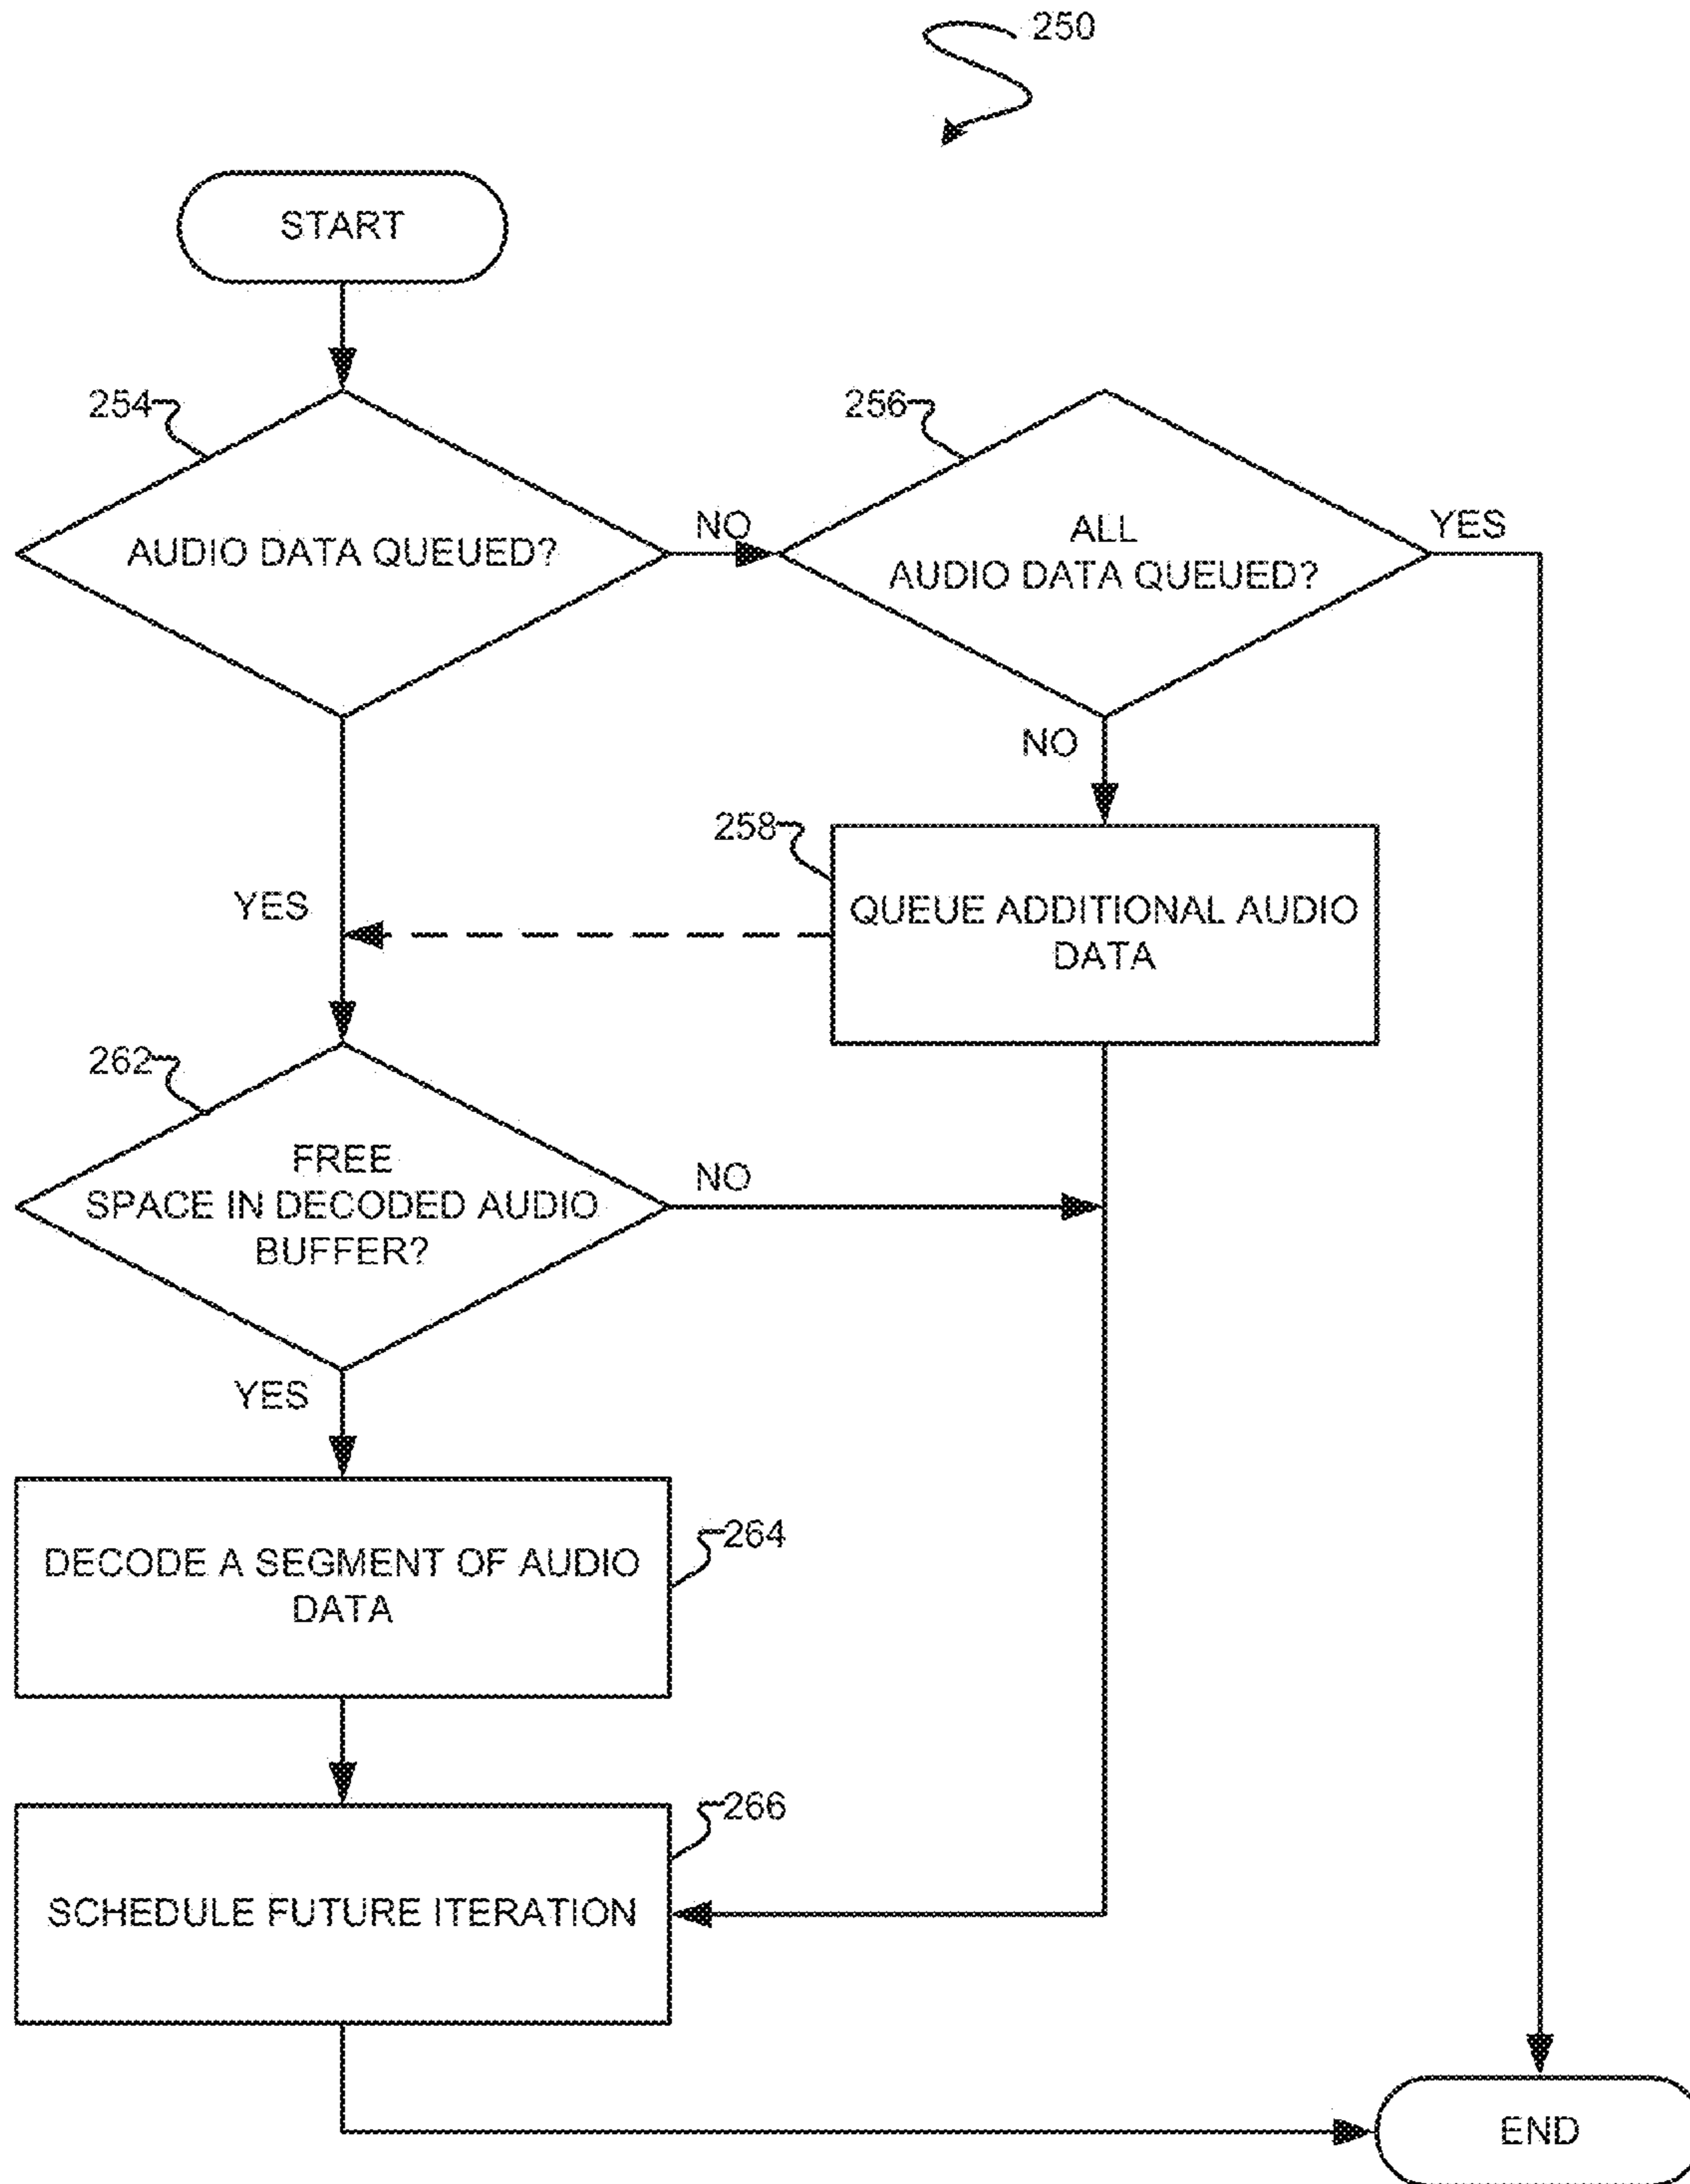 250
START
254
256
AUDIO DATA QUEUED?
NO
ALL
AUDIO DATA QUEUED?
YES
NO
258
QUEUE ADDITIONAL AUDIO
DATA
YES
262
FREE
SPACE IN DECODED AUDIO
BUFFER?
NO
YES
264
DECODE A SEGMENT OF AUDIO
DATA
266
SCHEDULE FUTURE ITERATION
END